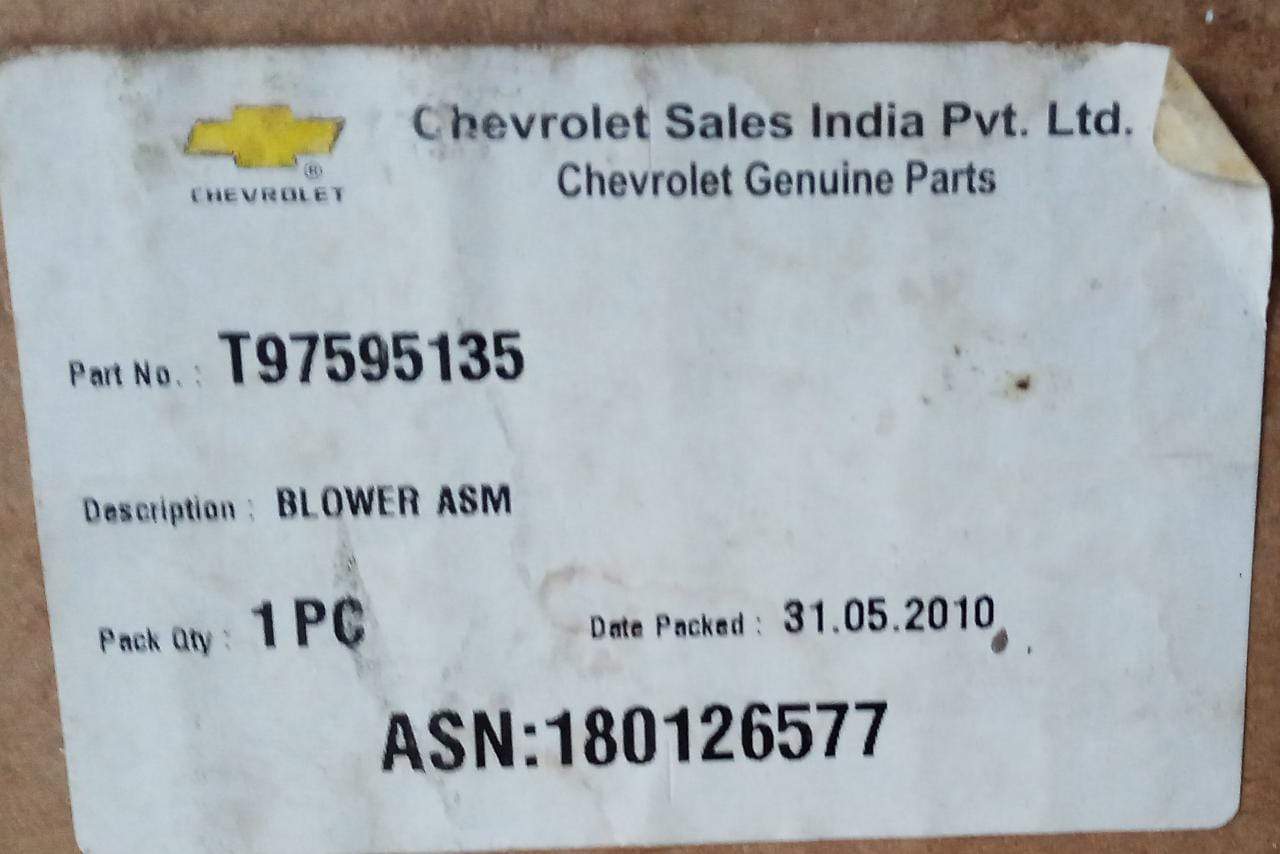 Chevrolet Sales India Pvt. Ltd.
Chevrolet Genuine Parts
®
CHEVROLET
Part No. : T97595135
Description : BLOWER ASM
Pack Qty : 1 PC
Date Packed : 31.05.2010
ASN:180126577